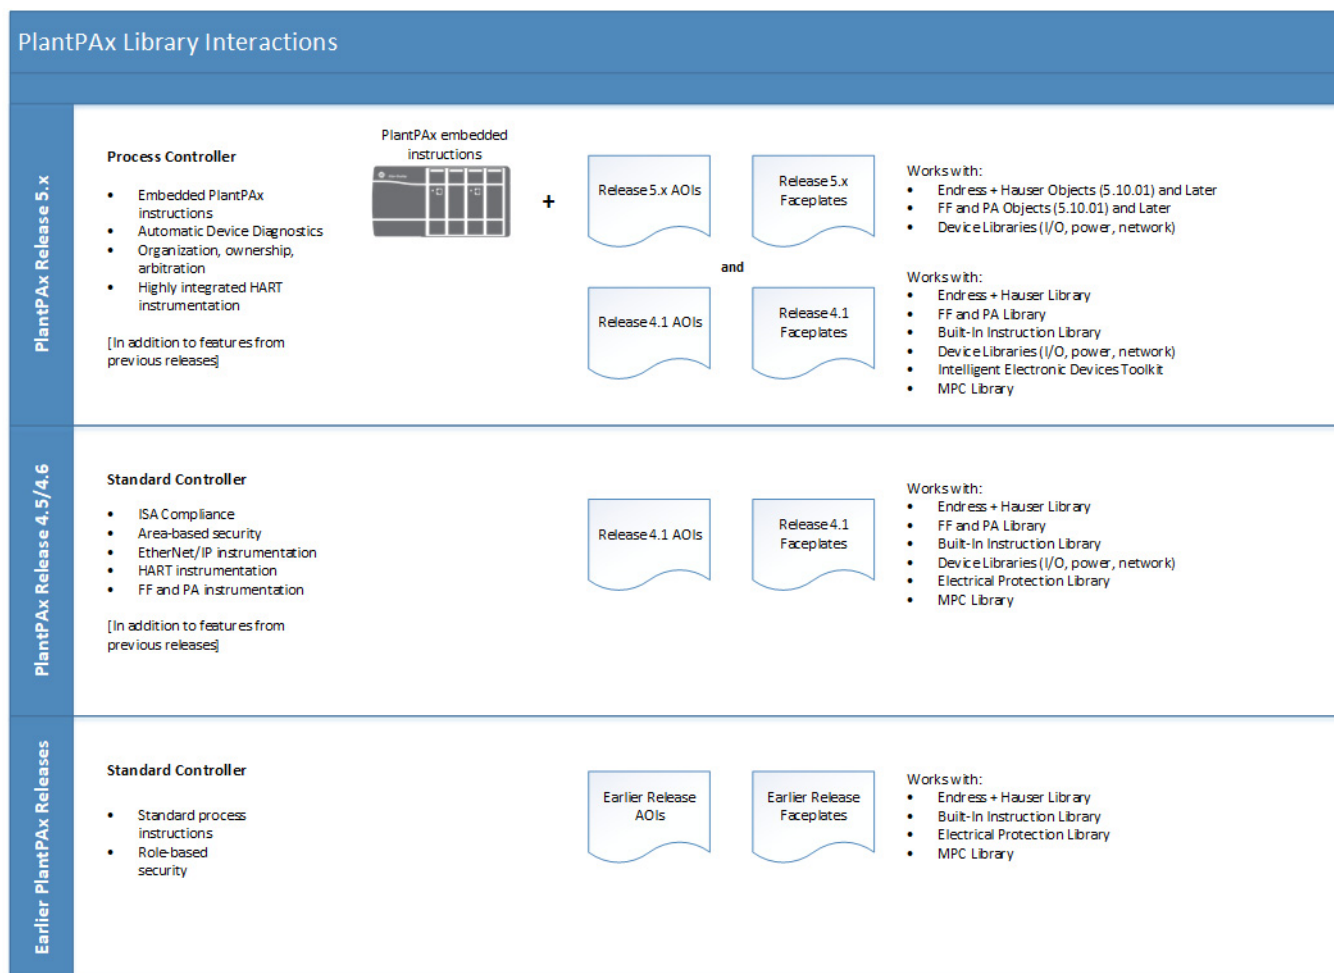 PlantPAx Library Interactions
PlantPAx Release 5.x
Process Controller
• Embedded PlantPAx
instructions
• Automatic Device Diagnostics
• Organization, ownership,
arbitration
• Highly integrated HART
instrumentation
[In addition to features from
previous releases]
PlantPAx embedded
instructions
+
Release 5.x AOIs
Release 5.x
Faceplates
Works with:
• Endress + Hauser Objects (5.10.01) and Later
• FF and PA Objects (5.10.01) and Later
• Device Libraries (I/O, power, network)
and
Release 4.1 AOIs
Release 4.1
Faceplates
Works with:
• Endress + Hauser Library
• FF and PA Library
• Built-In Instruction Library
• Device Libraries (I/O, power, network)
• Intelligent Electronic Devices Toolkit
• MPC Library
PlantPAx Release 4.5/4.6
Standard Controller
• ISA Compliance
• Area-based security
• EtherNet/IP instrumentation
• HART instrumentation
• FF and PA instrumentation
[In addition to features from
previous releases]
Release 4.1 AOIs
Release 4.1
Faceplates
Works with:
• Endress + Hauser Library
• FF and PA Library
• Built-In Instruction Library
• Device Libraries (I/O, power, network)
• Electrical Protection Library
• MPC Library
Earlier PlantPAx Releases
Standard Controller
• Standard process
instructions
• Role-based
security
Earlier Release
AOIs
Earlier Release
Faceplates
Works with:
• Endress + Hauser Library
• Built-In Instruction Library
• Electrical Protection Library
• MPC Library